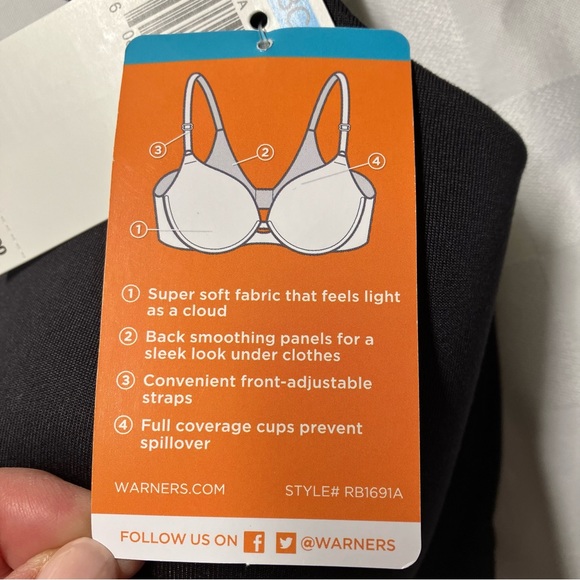 3
2
4
1
1 Super soft fabric that feels light
as a cloud
2 Back smoothing panels for a
sleek look under clothes
3 Convenient front-adjustable
straps
4 Full coverage cups prevent
spillover
WARNERS.COM STYLE# RB1691A
FOLLOW US ON @WARNERS